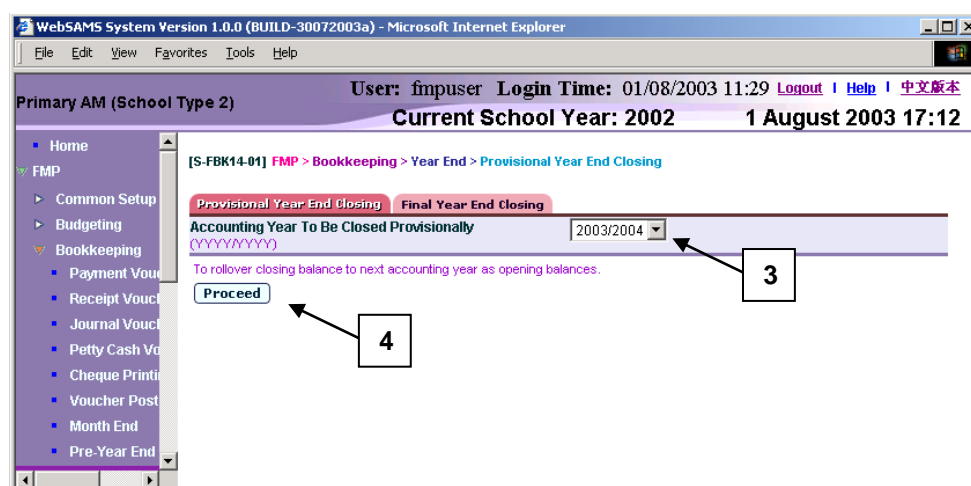 WebSAMS System Version 1.0.0 (BUILD-30072003a) - Microsoft Internet Explorer
File Edit View Favorites Tools Help
Primary AM (School Type 2)
User: fmpuser Login Time: 01/08/2003 11:29 Logout | Help | 中文版本
Current School Year: 2002 1 August 2003 17:12
Home
FMP
Common Setup
Budgeting
Bookkeeping
Payment Vou
Receipt Vouch
Journal Vouch
Petty Cash Vo
Cheque Printi
Voucher Post
Month End
Pre-Year End
[S-FBK14-01] FMP > Bookkeeping > Year End > Provisional Year End Closing
Provisional Year End Closing Final Year End Closing
Accounting Year To Be Closed Provisionally 2003/2004
(YYYY/YYYY)
To rollover closing balance to next accounting year as opening balances.
Proceed
3
4